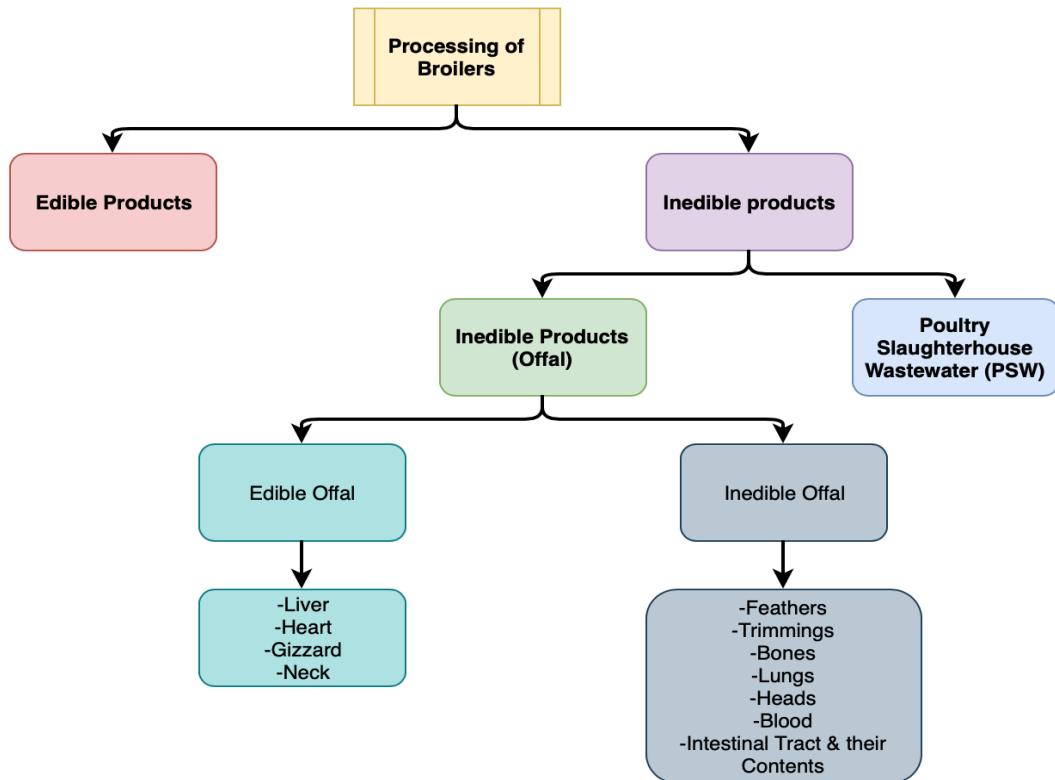 Processing of
Broilers
Edible Products
Inedible products
Inedible Products
(Offal)
Poultry
Slaughterhouse
Wastewater (PSW)
Edible Offal
Inedible Offal
-Liver
-Heart
-Gizzard
-Neck
-Feathers
-Trimmings
-Bones
-Lungs
-Heads
-Blood
-Intestinal Tract & their
Contents